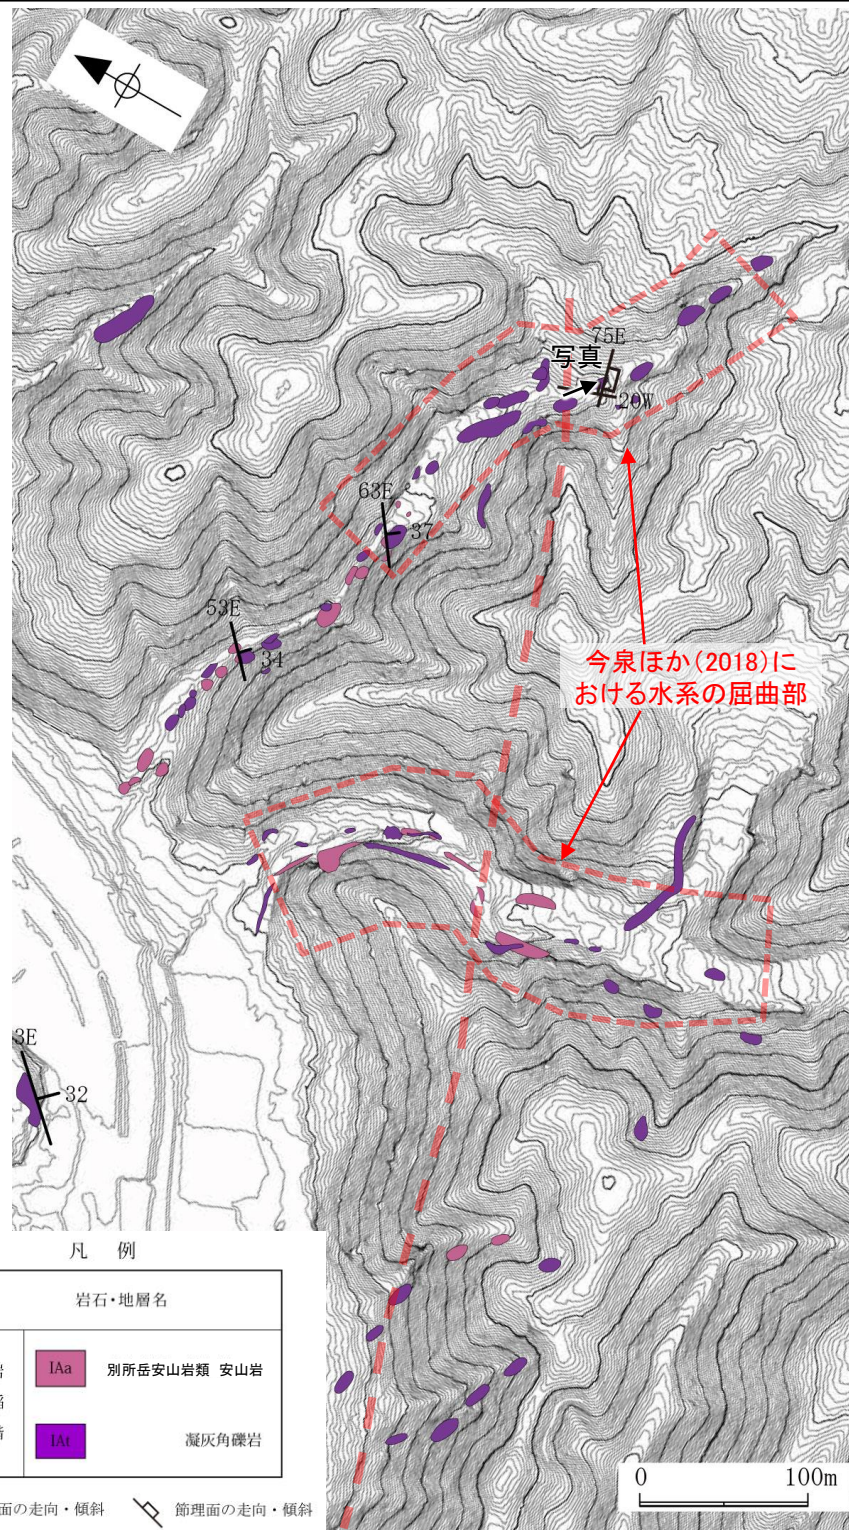 75E
写真
20W
63E
37
53E
34
今泉ほか(2018)に
おける水系の屈曲部
3E
32
凡 例
岩石・地層名
IAa 別所岳安山岩類 安山岩
IAt 凝灰角礫岩
面の走向・傾斜 節理面の走向・傾斜
0 100m